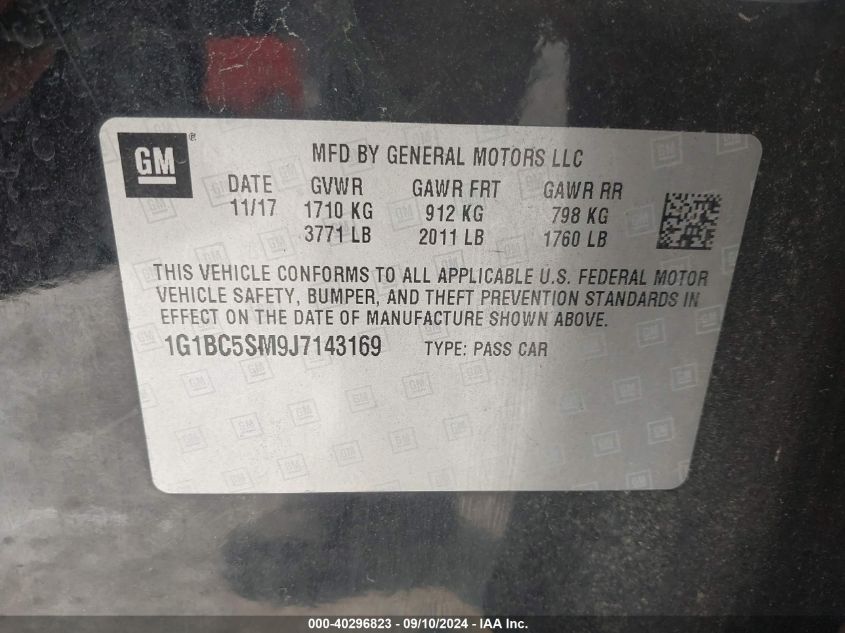 GM ®
MFD BY GENERAL MOTORS LLC
DATE GVWR GAWR FRT GAWR RR
11/17 1710 KG 912 KG 798 KG
3771 LB 2011 LB 1760 LB
THIS VEHICLE CONFORMS TO ALL APPLICABLE U.S. FEDERAL MOTOR
VEHICLE SAFETY, BUMPER, AND THEFT PREVENTION STANDARDS IN
EFFECT ON THE DATE OF MANUFACTURE SHOWN ABOVE.
1G1BC5SM9J7143169 TYPE: PASS CAR
000-40296823 - 09/10/2024 - IAA Inc.